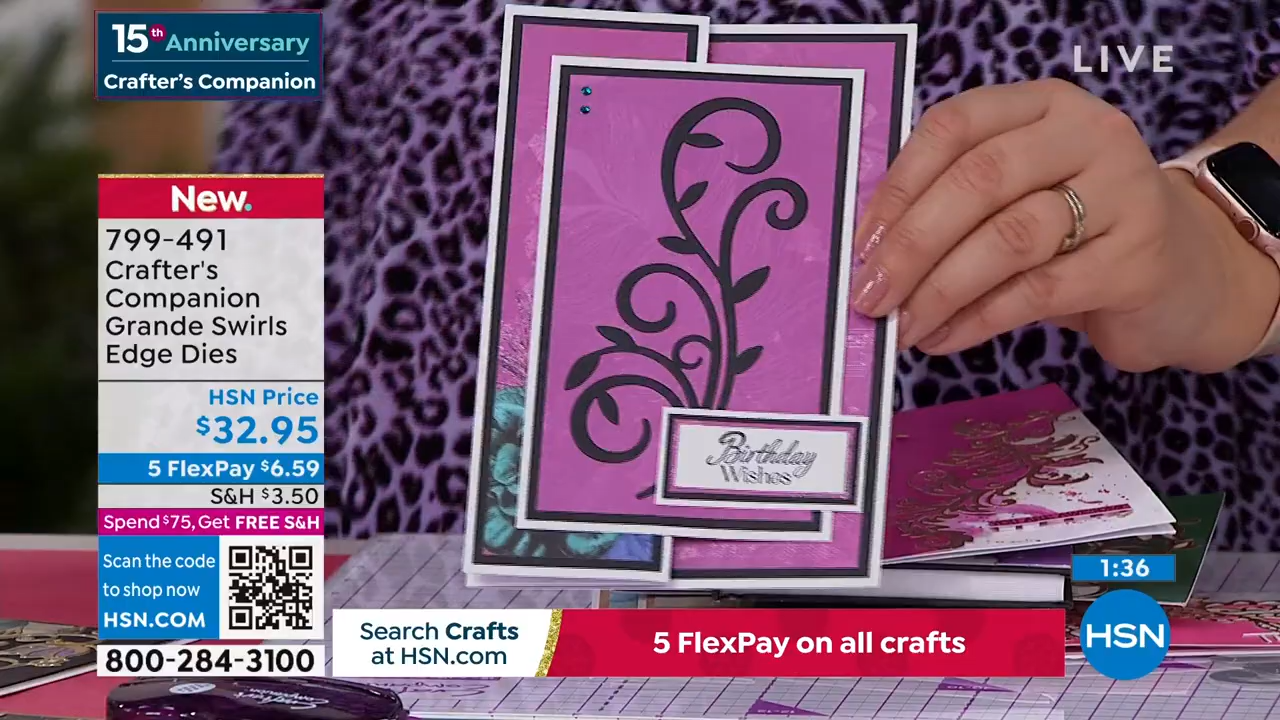 15th Anniversary
Crafter's Companion
LIVE
New.
799-491
Crafter's
Companion
Grande Swirls
Edge Dies
HSN Price
$32.95
5 FlexPay $6.59
S&H $3.50
Spend $75, Get FREE S&H
Scan the code
to shop now
HSN.COM
800-284-3100
Birthday
Wishes
1:36
HSN
Search Crafts
at HSN.com
5 FlexPay on all crafts
Crafter's
Companion